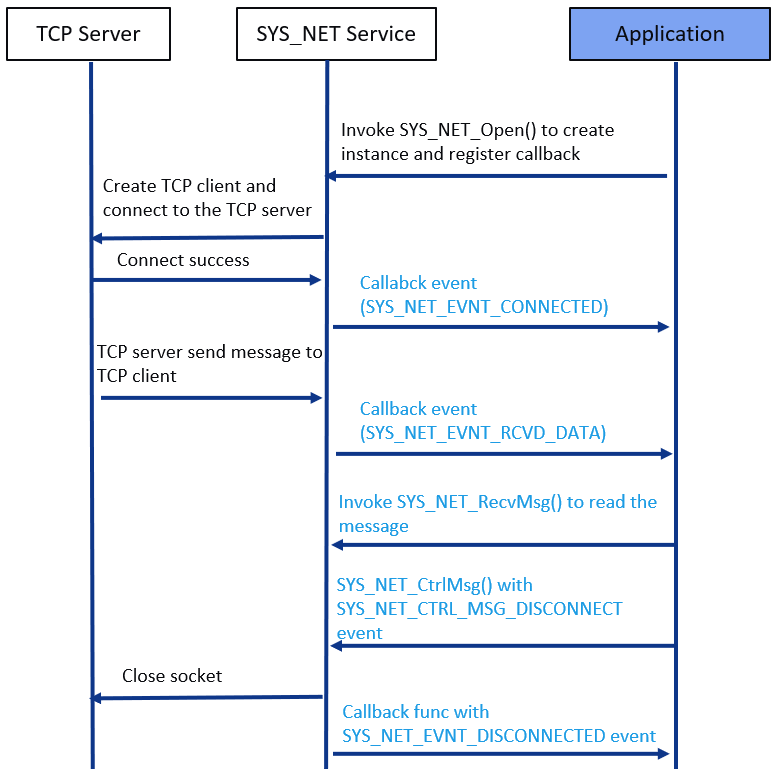 TCP Server
SYS_NET Service
Application
Invoke SYS_NET_Open() to create
instance and register callback
Create TCP client and
connect to the TCP server
Connect success
Callabck event
(SYS_NET_EVNT_CONNECTED)
TCP server send message to
TCP client
Callback event
(SYS_NET_EVNT_RCVD_DATA)
Invoke SYS_NET_RecvMsg() to read the
message
SYS_NET_CtrlMsg() with
SYS_NET_CTRL_MSG_DISCONNECT
event
Close socket
Callback func with
SYS_NET_EVNT_DISCONNECTED event